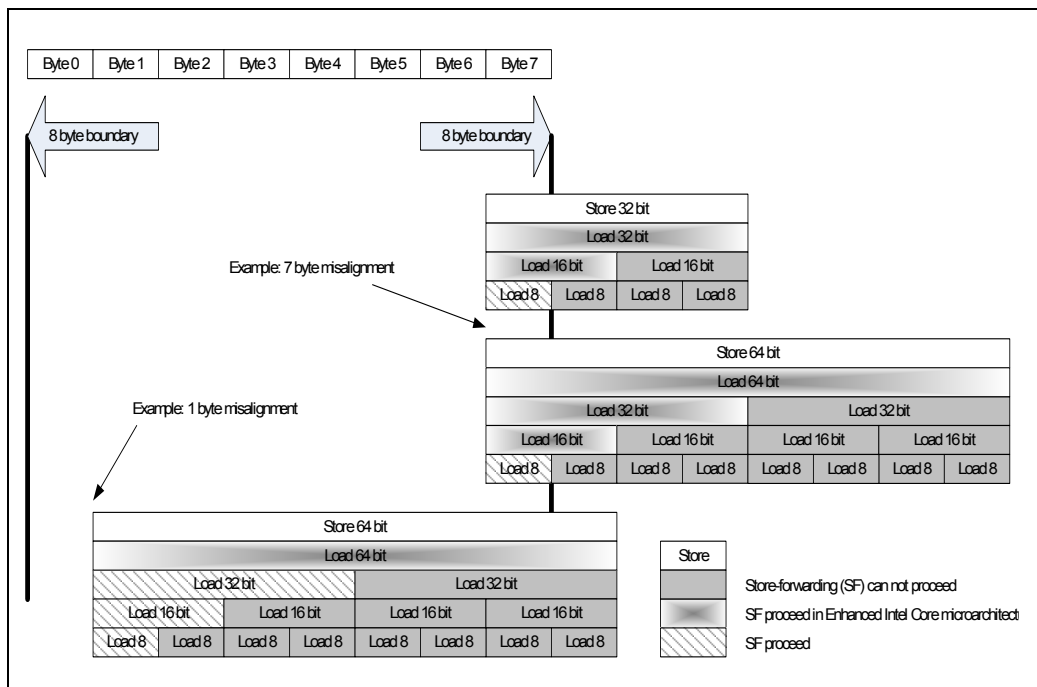 Byte 0 Byte 1 Byte 2 Byte 3 Byte 4 Byte 5 Byte 6 Byte 7
8 byte boundary 8 byte boundary
Store 32 bit
Load 32 bit
Example: 7 byte misalignment
Load 16 bit Load 16 bit
Load 8 Load 8 Load 8 Load 8
Store 64 bit
Load 64 bit
Example: 1 byte misalignment
Load 32 bit Load 32 bit
Load 16 bit Load 16 bit Load 16 bit Load 16 bit
Load 8 Load 8 Load 8 Load 8 Load 8 Load 8 Load 8 Load 8
Store 64 bit
Load 64 bit
Load 32 bit Load 32 bit
Load 16 bit Load 16 bit Load 16 bit Load 16 bit
Load 8 Load 8 Load 8 Load 8 Load 8 Load 8 Load 8 Load 8
Store
Store-forwarding (SF) can not proceed
SF proceed in Enhanced Intel Core microarchitect
SF proceed